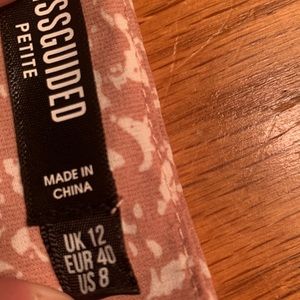 SSGUIDED
PETITE
MADE IN
CHINA
UK 12
EUR 40
US 8